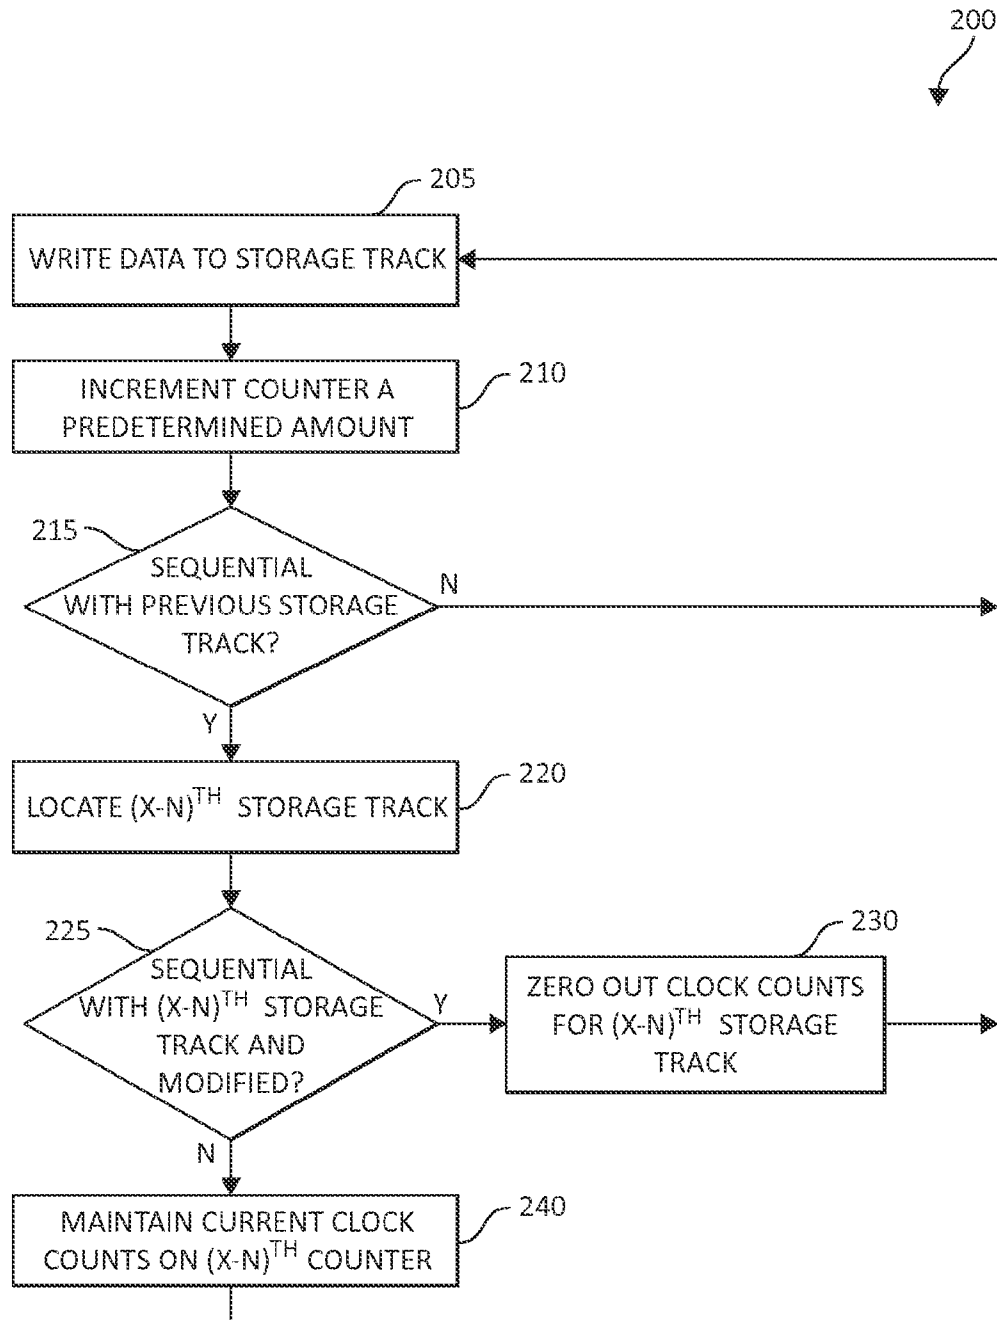 200
205
WRITE DATA TO STORAGE TRACK
210
INCREMENT COUNTER A
PREDETERMINED AMOUNT
215
SEQUENTIAL
WITH PREVIOUS STORAGE
TRACK?
N
Y
220
LOCATE (X-N)TH STORAGE TRACK
225
SEQUENTIAL
WITH (X-N)TH STORAGE
TRACK AND
MODIFIED?
Y
230
ZERO OUT CLOCK COUNTS
FOR (X-N)TH STORAGE
TRACK
N
240
MAINTAIN CURRENT CLOCK
COUNTS ON (X-N)TH COUNTER